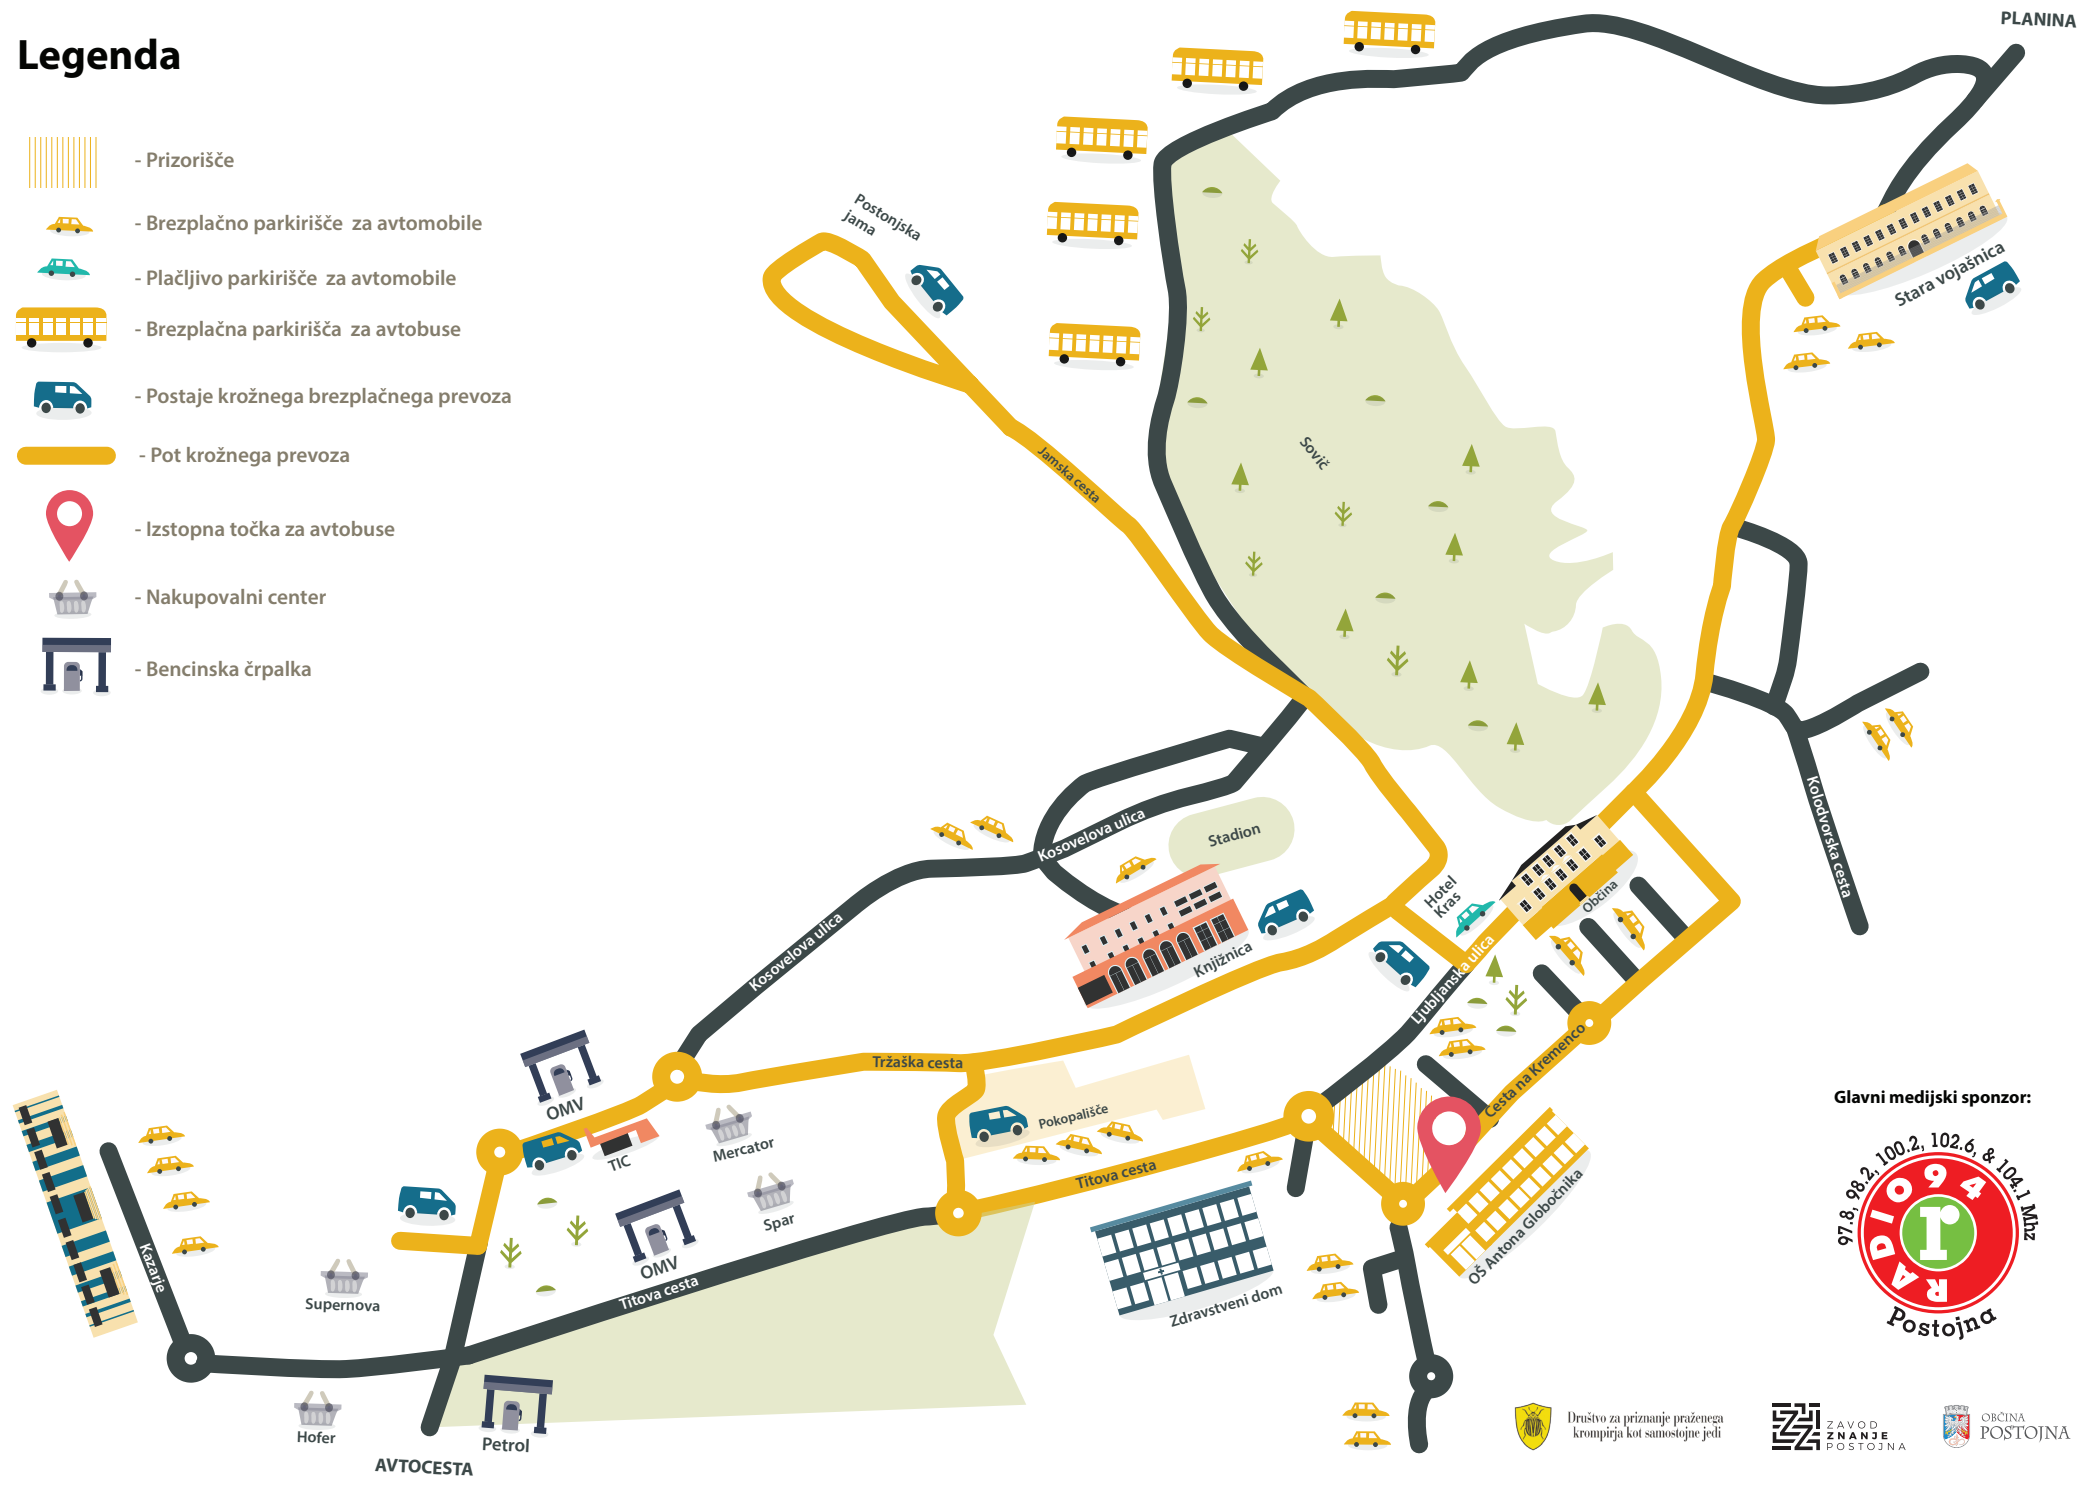 Legenda
- Prizorišče
- Brezplačno parkirišče za avtomobile
- Plačljivo parkirišče za avtomobile
- Brezplačna parkirišča za avtobuse
- Postaje krožnega brezplačnega prevoza
- Pot krožnega prevoza
- Izstopna točka za avtobuse
- Nakupovalni center
- Bencinska črpalka
PLANINA
Postonjska
jama
Stara vojašnica
Jamska cesta
Sovič
Kolodvorska cesta
Kosovelova ulica
Stadion
Kosovelova ulica
Knjižnica
Hotel
Kras
Občina
Ljubljanska ulica
Cesta na Kremenco
Tržaška cesta
Pokopališče
OMV
TIC
Mercator
Spar
OMV
Titova cesta
Titova cesta
Zdravstveni dom
OŠ Antona Globočnika
Kazarje
Supernova
Hofer
Petrol
AVTOCESTA
Glavni medijski sponzor:
97.8, 98.2, 100.2, 102.6, & 104.1 Mhz
RADIO 94
r
Postojna
Društvo za priznanje praženega
krompirja kot samostojne jedi
ZAVOD
ZNANJE
POSTOJNA
OBČINA
POSTOJNA